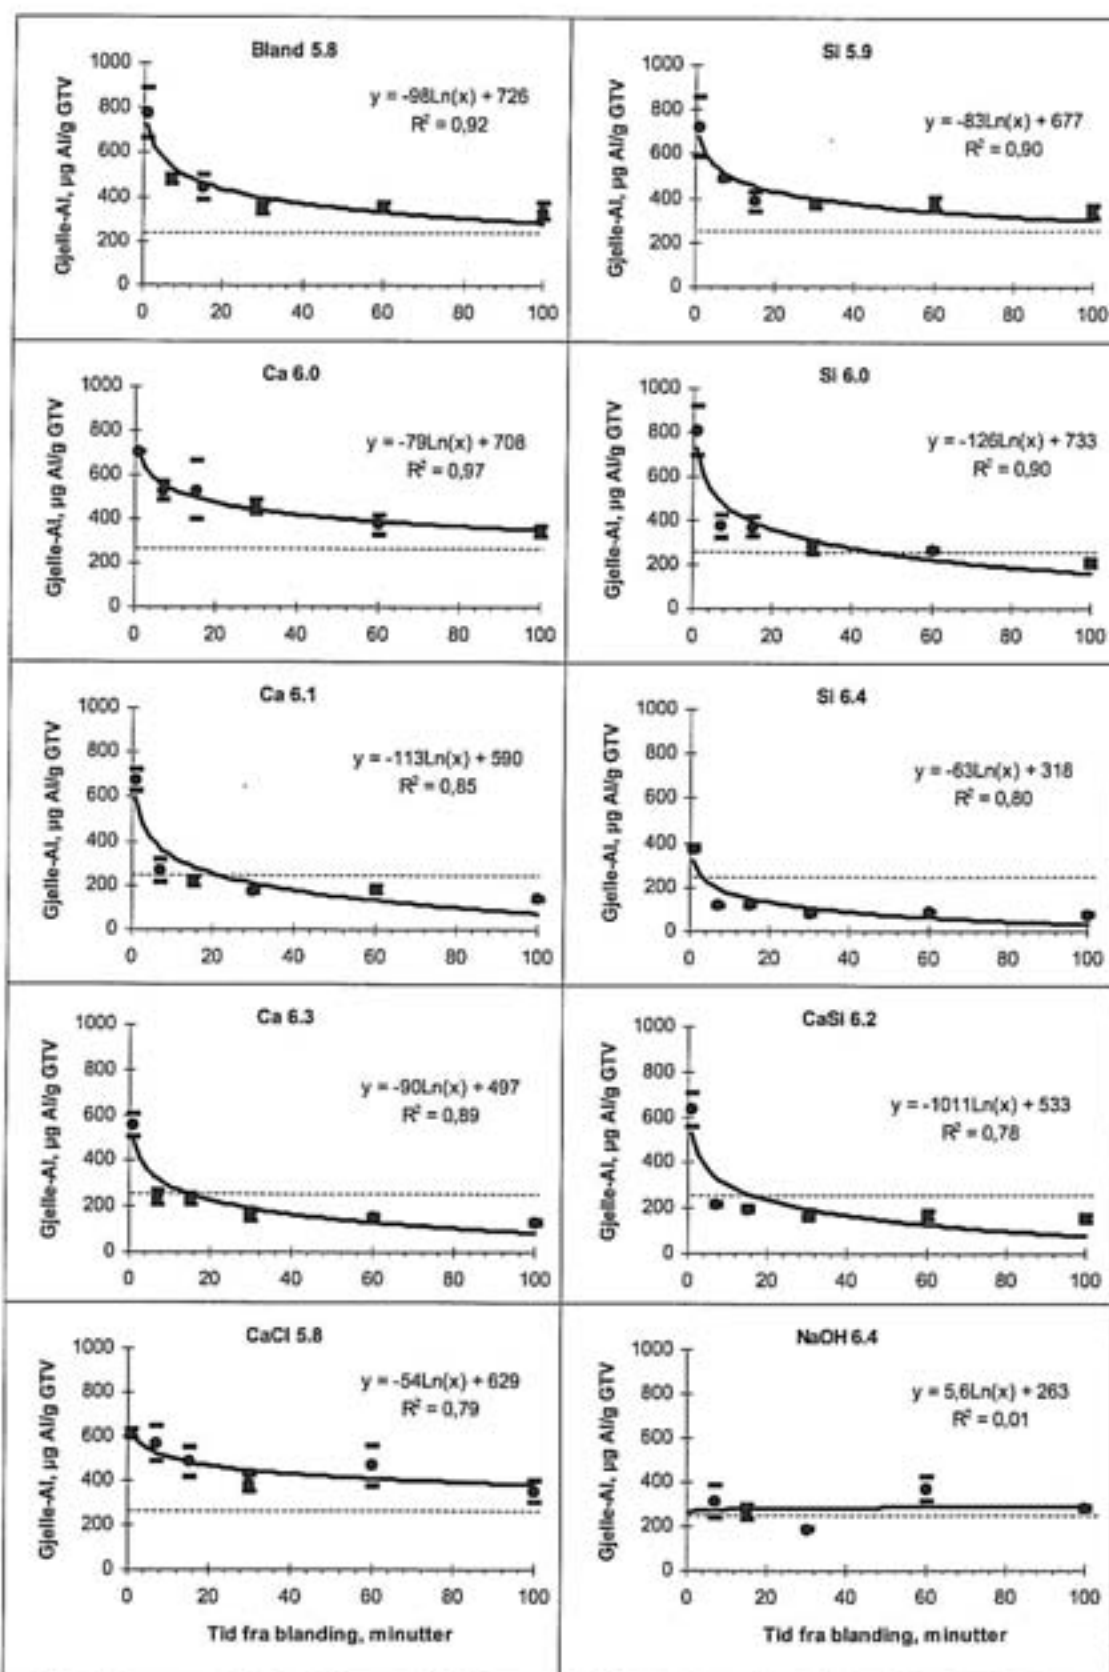 Bland 5.8
Gjelle-Al, µg Al/g GTV
1000
800
600
400
200
0
y = -98Ln(x) + 726
R² = 0,92
0 20 40 60 80 100
Si 5.9
Gjelle-Al, µg Al/g GTV
1000
800
600
400
200
0
y = -83Ln(x) + 677
R² = 0,90
0 20 40 60 80 100
Ca 6.0
Gjelle-Al, µg Al/g GTV
1000
800
600
400
200
0
y = -79Ln(x) + 708
R² = 0,97
0 20 40 60 80 100
Si 6.0
Gjelle-Al, µg Al/g GTV
1000
800
600
400
200
0
y = -126Ln(x) + 733
R² = 0,90
0 20 40 60 80 100
Ca 6.1
Gjelle-Al, µg Al/g GTV
1000
800
600
400
200
0
y = -113Ln(x) + 590
R² = 0,85
0 20 40 60 80 100
Si 6.4
Gjelle-Al, µg Al/g GTV
1000
800
600
400
200
0
y = -63Ln(x) + 318
R² = 0,80
0 20 40 60 80 100
Ca 6.3
Gjelle-Al, µg Al/g GTV
1000
800
600
400
200
0
y = -90Ln(x) + 497
R² = 0,89
0 20 40 60 80 100
CaSi 6.2
Gjelle-Al, µg Al/g GTV
1000
800
600
400
200
0
y = -1011Ln(x) + 533
R² = 0,78
0 20 40 60 80 100
CaCl 5.8
Gjelle-Al, µg Al/g GTV
1000
800
600
400
200
0
y = -54Ln(x) + 629
R² = 0,79
0 20 40 60 80 100
Tid fra blanding, minutter
NaOH 6.4
Gjelle-Al, µg Al/g GTV
1000
800
600
400
200
0
y = 5,6Ln(x) + 263
R² = 0,01
0 20 40 60 80 100
Tid fra blanding, minutter